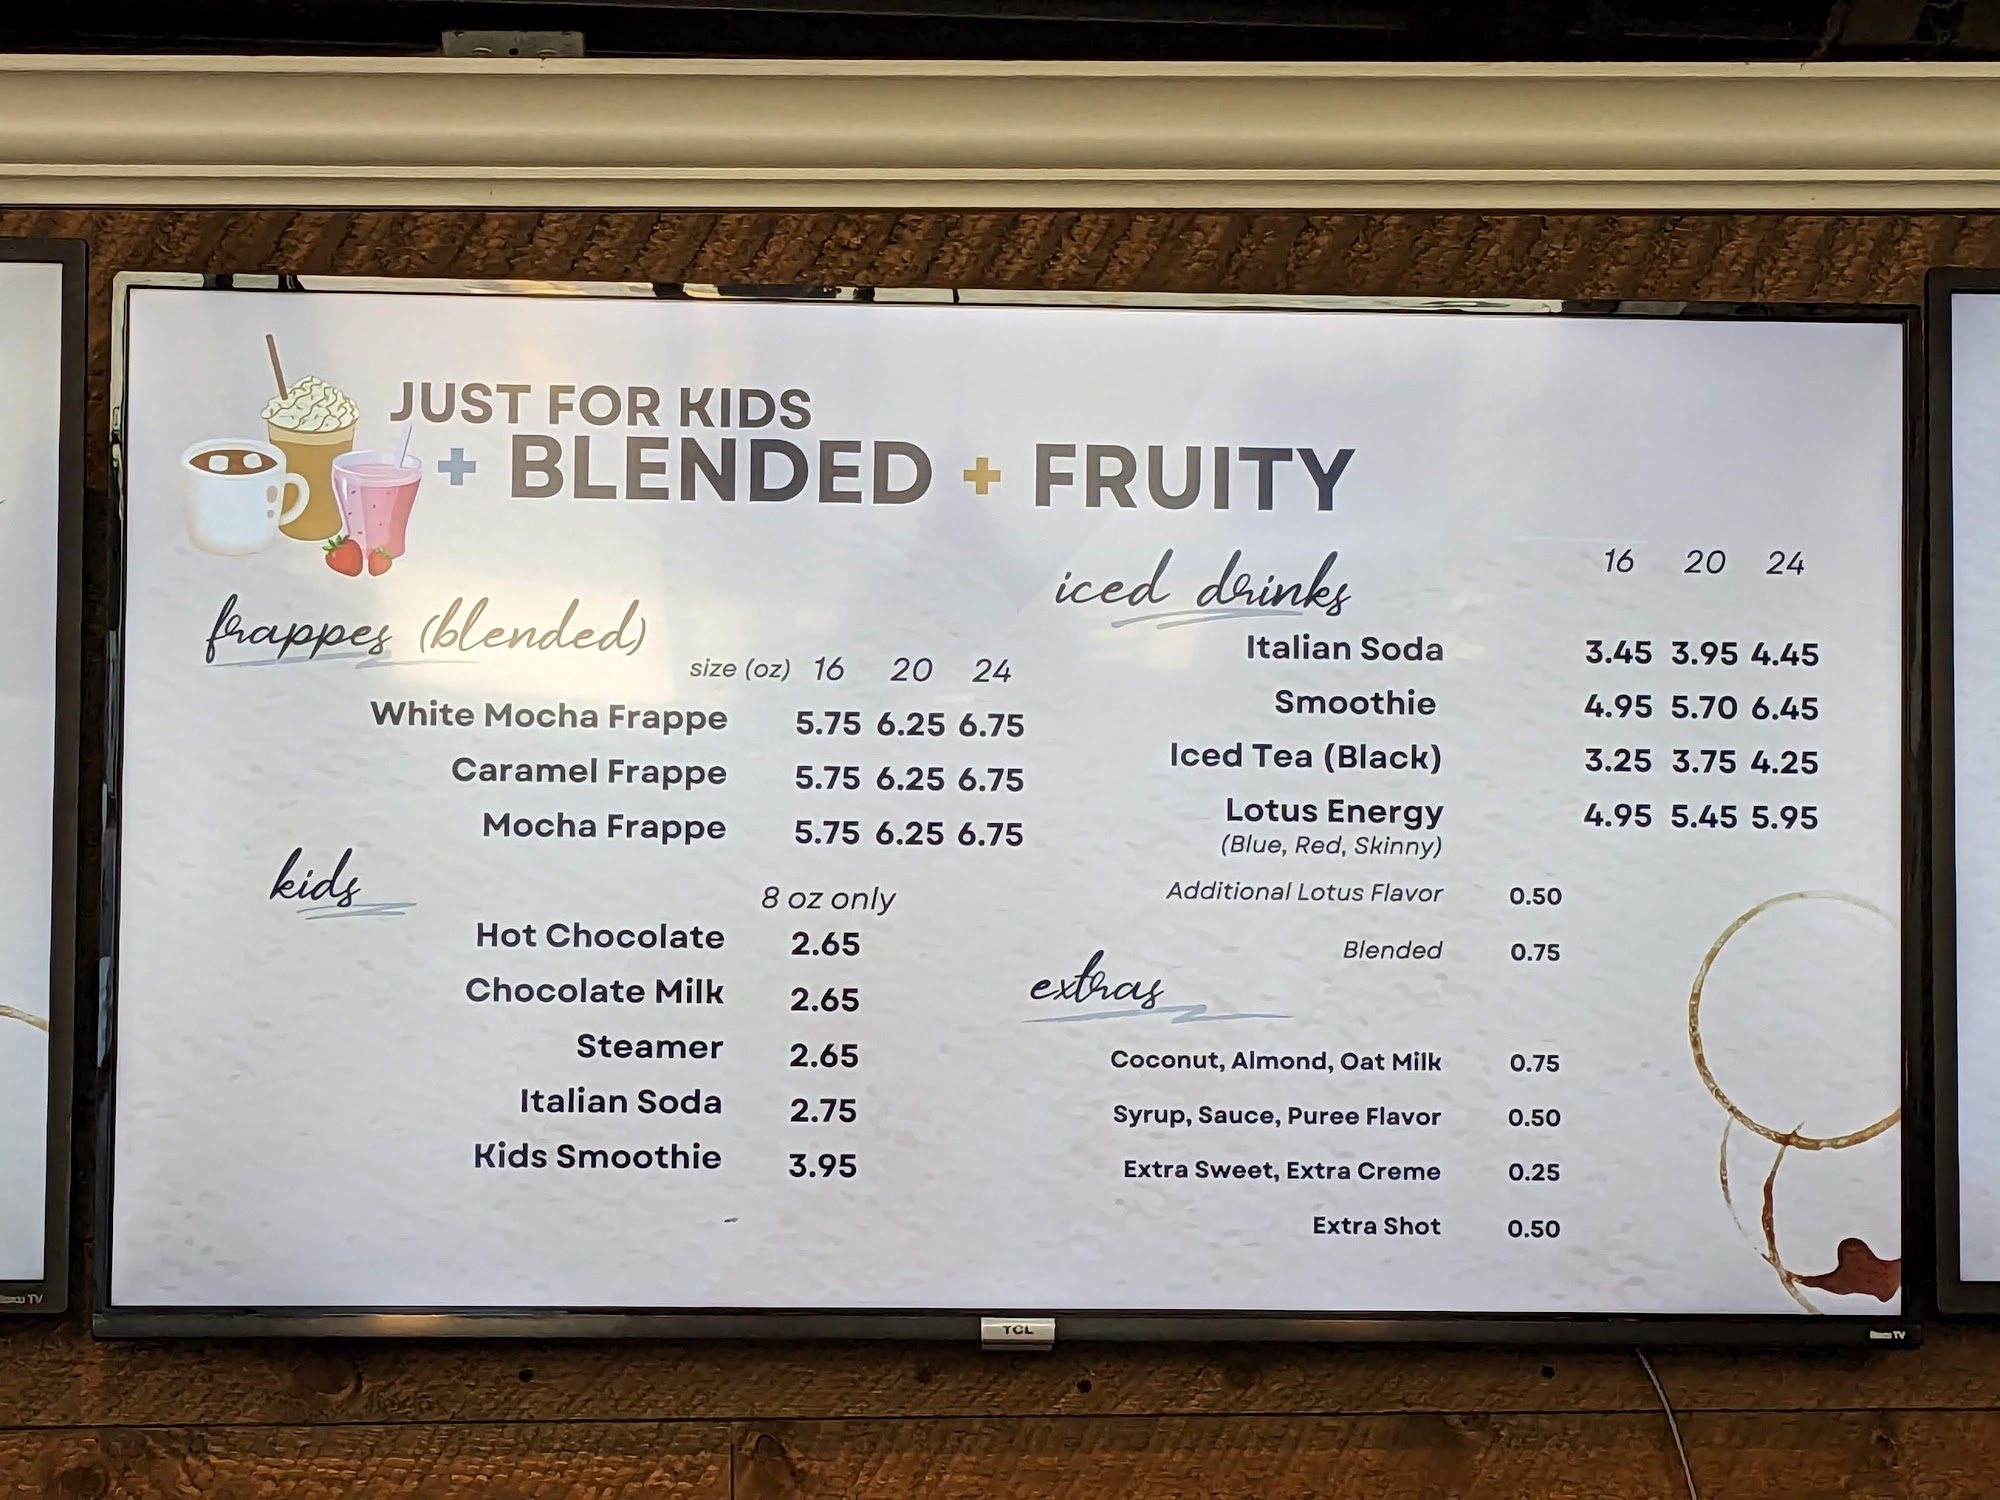 JUST FOR KIDS
+ BLENDED + FRUITY
frappes (blended)
size (oz) 16 20 24
White Mocha Frappe 5.75 6.25 6.75
Caramel Frappe 5.75 6.25 6.75
Mocha Frappe 5.75 6.25 6.75
kids
8 oz only
Hot Chocolate 2.65
Chocolate Milk 2.65
Steamer 2.65
Italian Soda 2.75
Kids Smoothie 3.95
iced drinks
16 20 24
Italian Soda 3.45 3.95 4.45
Smoothie 4.95 5.70 6.45
Iced Tea (Black) 3.25 3.75 4.25
Lotus Energy 4.95 5.45 5.95
(Blue, Red, Skinny)
Additional Lotus Flavor 0.50
Blended 0.75
extras
Coconut, Almond, Oat Milk 0.75
Syrup, Sauce, Puree Flavor 0.50
Extra Sweet, Extra Creme 0.25
Extra Shot 0.50
TCL
Roku TV
Roku TV